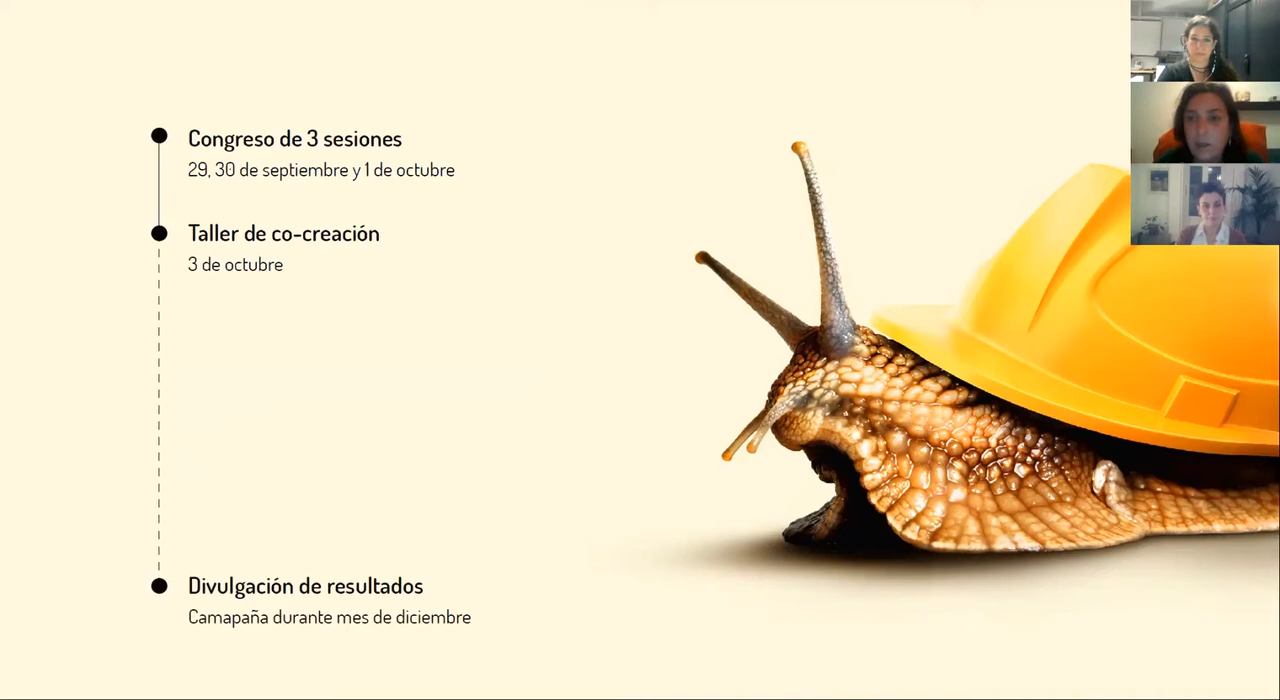 Congreso de 3 sesiones
29, 30 de septiembre y 1 de octubre
Taller de co-creación
3 de octubre
Divulgación de resultados
Camapaña durante mes de diciembre